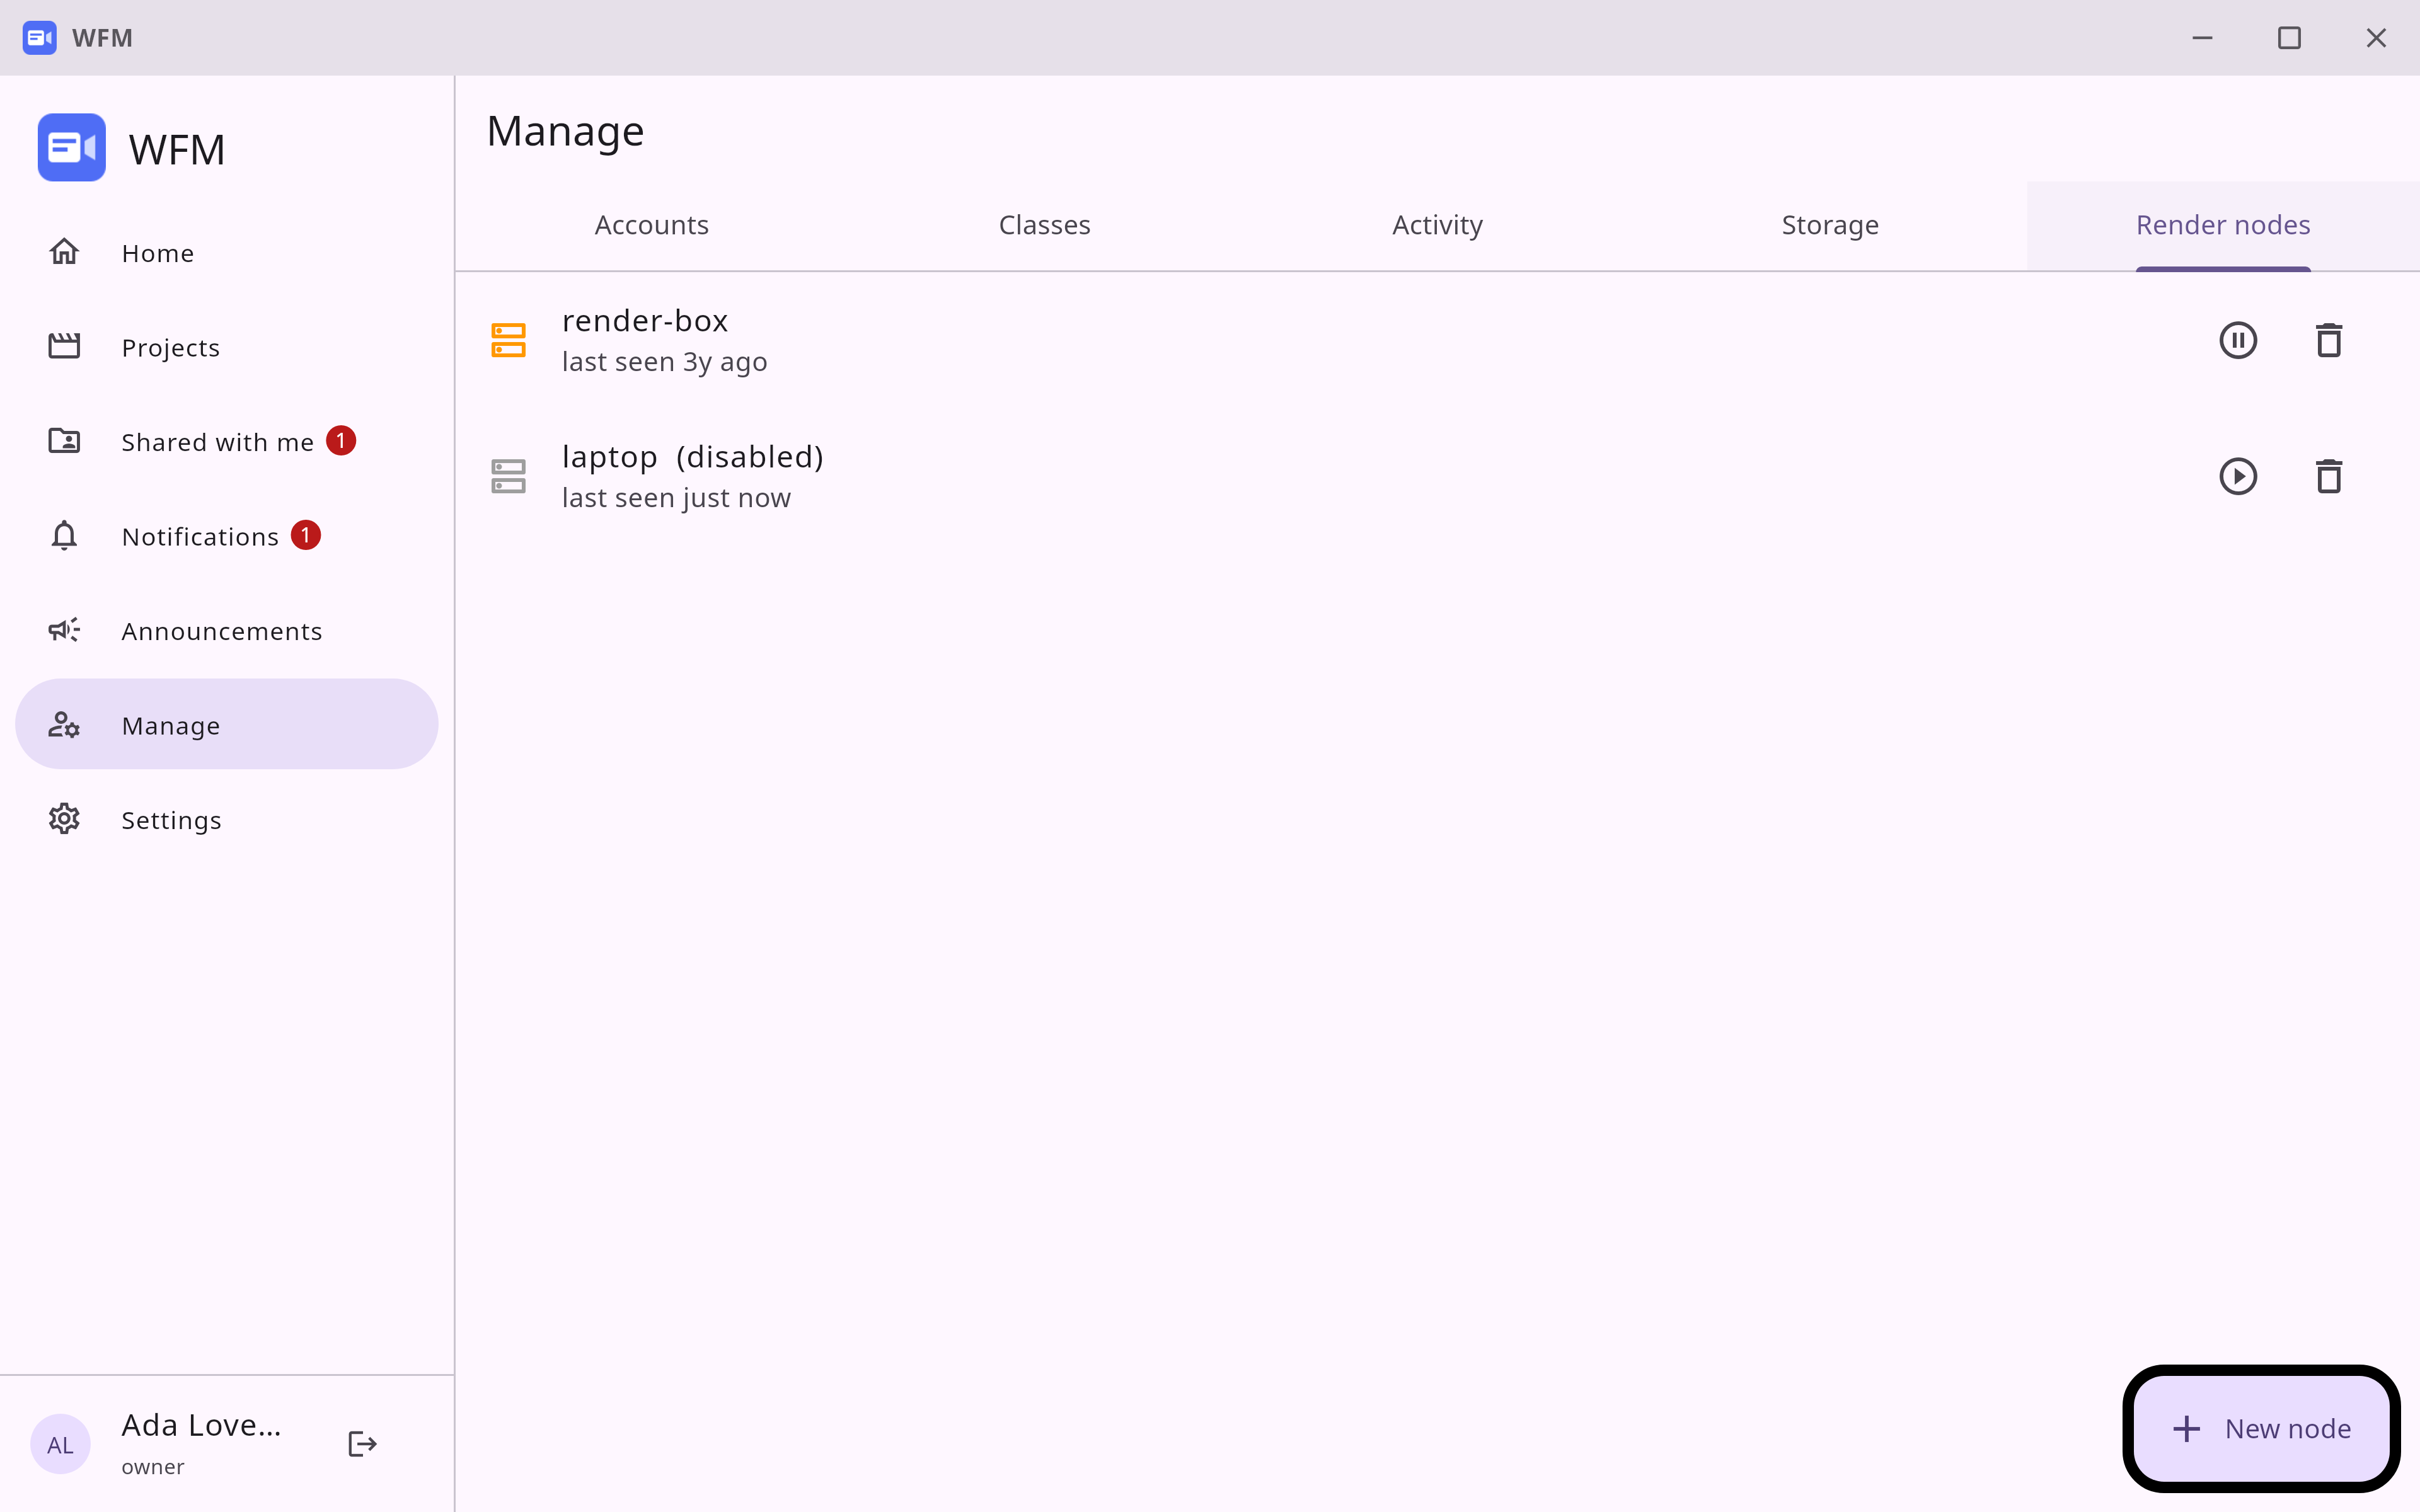 WFM
WFM
Home
Projects
Shared with me 1
Notifications 1
Announcements
Manage
Settings
AL
Ada Love...
owner
Manage
Accounts
Classes
Activity
Storage
Render nodes
render-box
last seen 3y ago
laptop (disabled)
last seen just now
New node